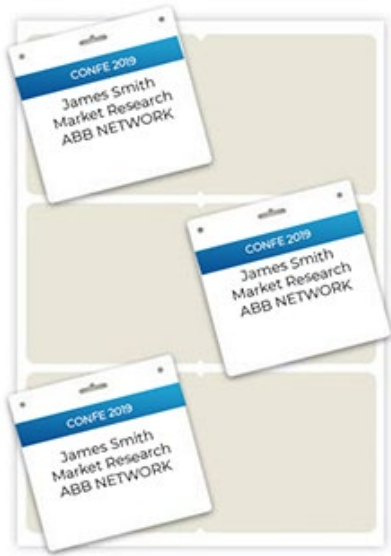 CONFE 2019
James Smith
Market Research
ABB NETWORK
CONFE 2019
James Smith
Market Research
ABB NETWORK
CONFE 2019
James Smith
Market Research
ABB NETWORK